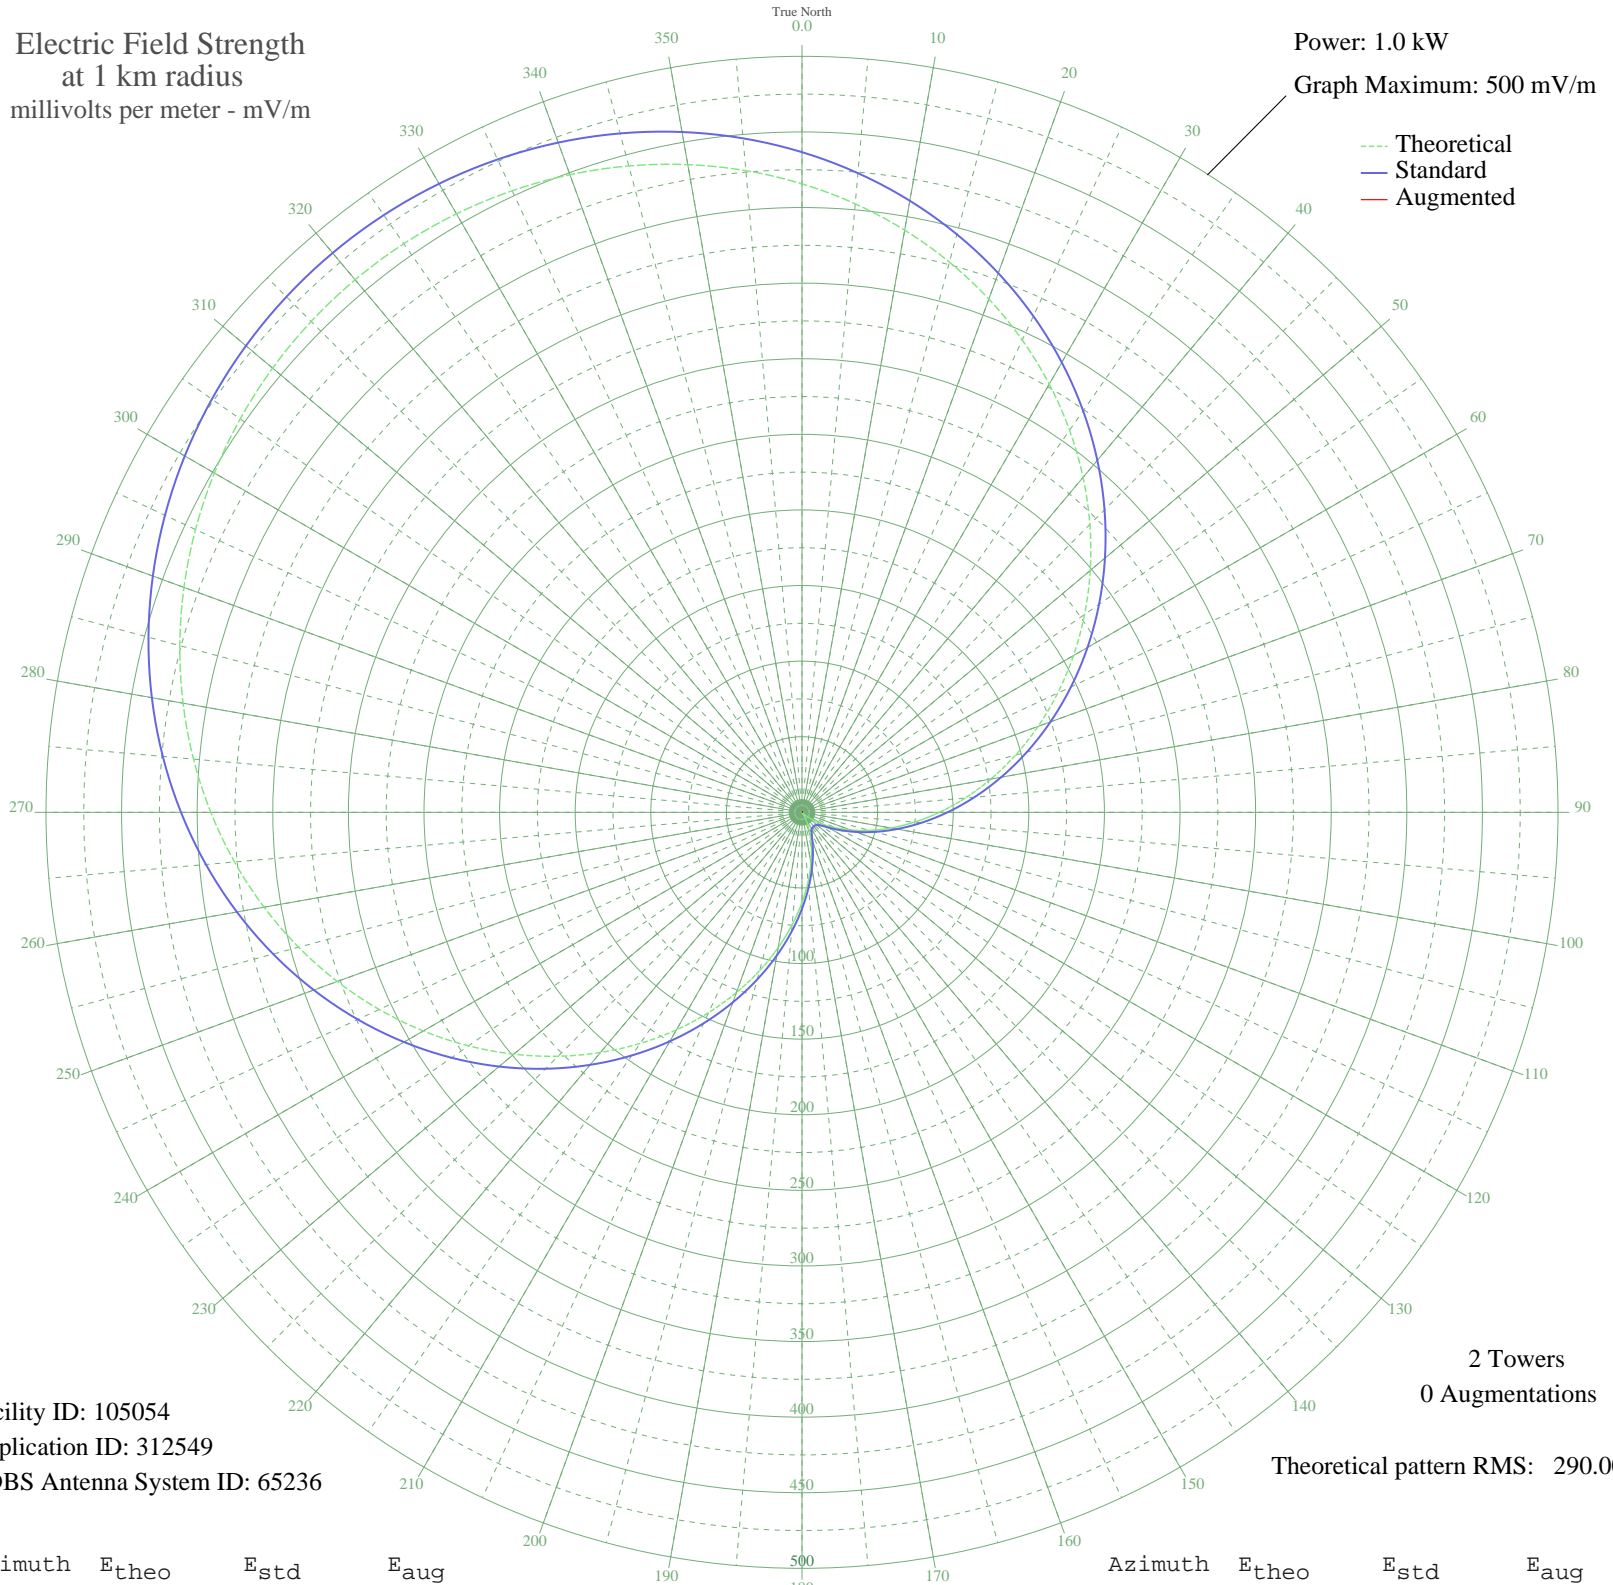 True North
0.0
Electric Field Strength
at 1 km radius
millivolts per meter - mV/m
Power: 1.0 kW
Graph Maximum: 500 mV/m
Theoretical
Standard
Augmented
10
20
30
40
50
60
70
80
90
100
110
120
130
140
150
160
170
190
200
210
220
230
240
250
260
270
280
290
300
310
320
330
340
350
100
150
200
250
300
350
400
450
500
2 Towers
0 Augmentations
Theoretical pattern RMS: 290.00
cility ID: 105054
plication ID: 312549
DBS Antenna System ID: 65236
imuth Etheo Estd Eaug
Azimuth Etheo Estd Eaug